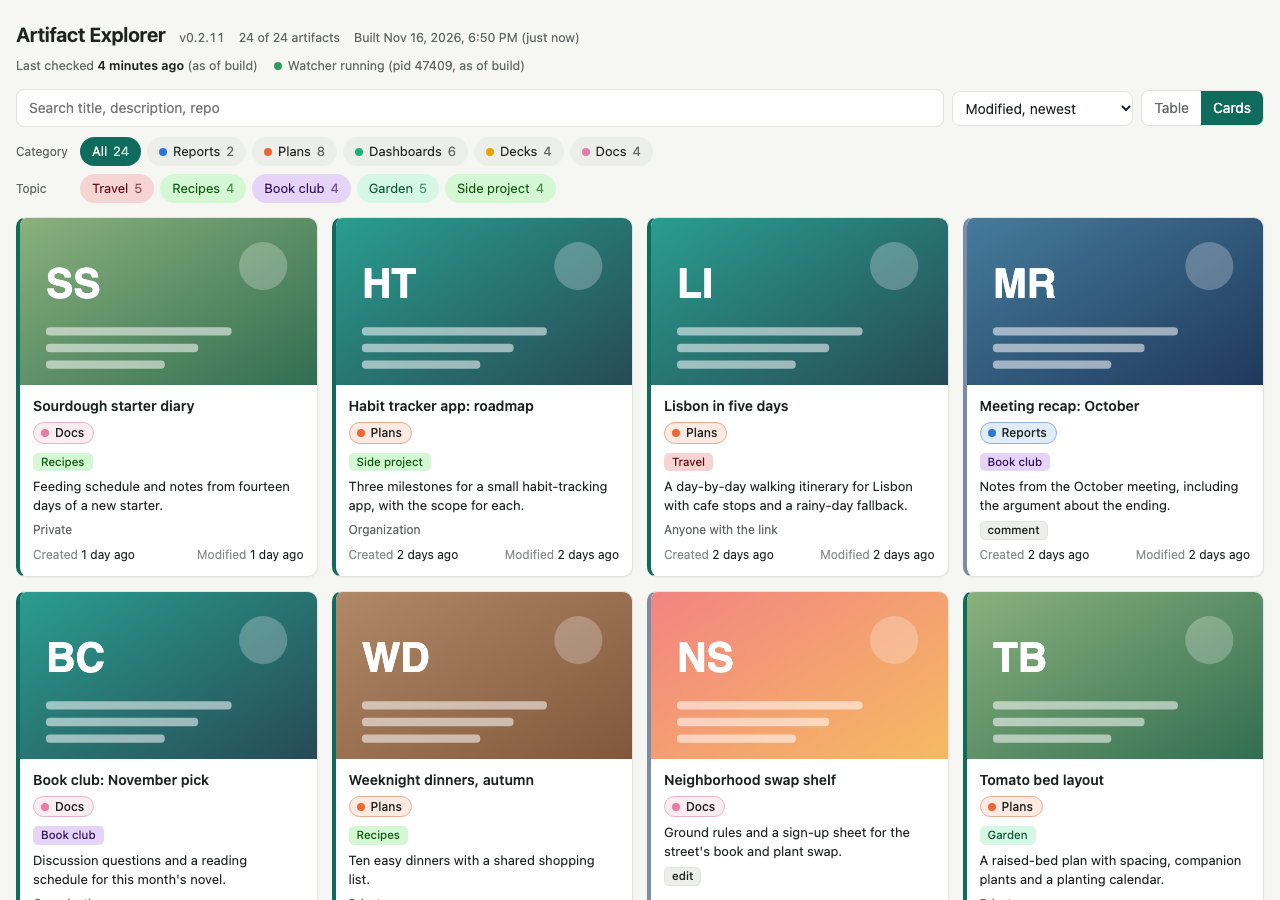 Artifact Explorer v0.2.11 24 of 24 artifacts Built Nov 16, 2026, 6:50 PM (just now)
Last checked 4 minutes ago (as of build) Watcher running (pid 47409, as of build)
Search title, description, repo Modified, newest Table Cards
Category All 24 Reports 2 Plans 8 Dashboards 6 Decks 4 Docs 4
Topic Travel 5 Recipes 4 Book club 4 Garden 5 Side project 4
SS
Sourdough starter diary
Docs
Recipes
Feeding schedule and notes from fourteen
days of a new starter.
Private
Created 1 day ago Modified 1 day ago
HT
Habit tracker app: roadmap
Plans
Side project
Three milestones for a small habit-tracking
app, with the scope for each.
Organization
Created 2 days ago Modified 2 days ago
LI
Lisbon in five days
Plans
Travel
A day-by-day walking itinerary for Lisbon
with cafe stops and a rainy-day fallback.
Anyone with the link
Created 2 days ago Modified 2 days ago
MR
Meeting recap: October
Reports
Book club
Notes from the October meeting, including
the argument about the ending.
comment
Created 2 days ago Modified 2 days ago
BC
Book club: November pick
Docs
Book club
Discussion questions and a reading
schedule for this month's novel.
WD
Weeknight dinners, autumn
Plans
Recipes
Ten easy dinners with a shared shopping
list.
NS
Neighborhood swap shelf
Docs
Ground rules and a sign-up sheet for the
street's book and plant swap.
edit
TB
Tomato bed layout
Plans
Garden
A raised-bed plan with spacing, companion
plants and a planting calendar.